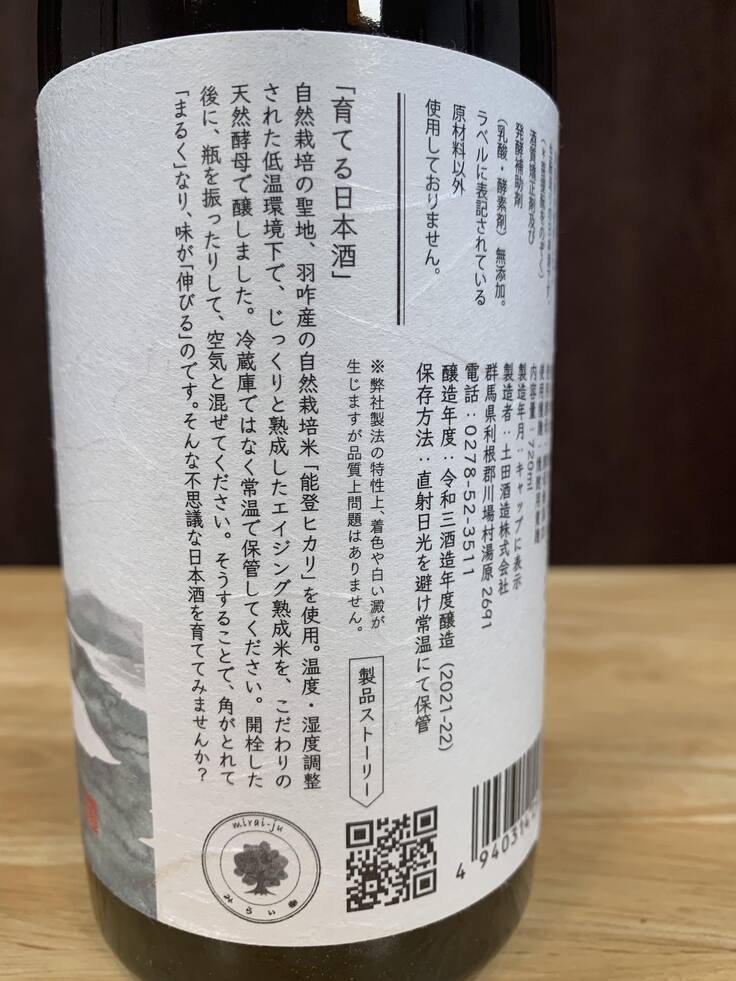 酒質矯正剤及び
発酵補助剤
(乳酸・酵素剤)無添加。
ラベルに表記されている
原材料以外
使用しておりません。
内容量：720ml
製造年月：キャップに表示
製造者：土田酒造株式会社
群馬県利根郡川場村湯原2691
電話：0278-52-3511
醸造年度：令和三酒造年度醸造 (2021-22)
保存方法：直射日光を避け常温にて保管
「育てる日本酒」
自然栽培の聖地、羽咋産の自然栽培米「能登ヒカリ」を使用。温度・湿度調整
された低温環境下で、じっくりと熟成したエイジング熟成米を、こだわりの
天然酵母で醸しました。冷蔵庫ではなく常温で保管してください。開栓した
後に、瓶を振ったりして、空気と混ぜてください。そうすることで、角がとれて
「まるく」なり、味が「伸びる」のです。そんな不思議な日本酒を育ててみませんか?
※弊社製法の特性上、着色や白い澱が
生じますが品質上問題はありません。
製品ストーリー
mirai-ju
みらい
4 940314